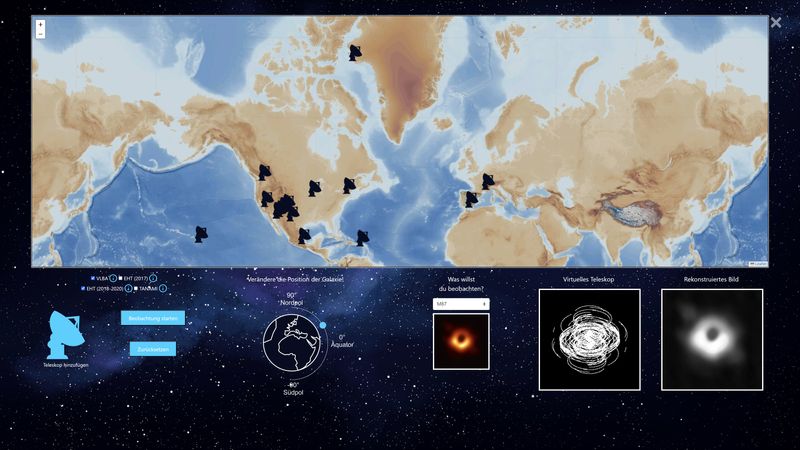 +
×
−
Leaflet
VLBA i EHT (2017) i
EHT (2018-2020) i TANAMI i
Beobachtung starten
Zurücksetzen
Teleskop hinzufügen
Verändere die Position der Galaxie!
90°
Nordpol
0°
Äquator
-90°
Südpol
Was willst
du beobachten?
M87
Virtuelles Teleskop
Rekonstruiertes Bild